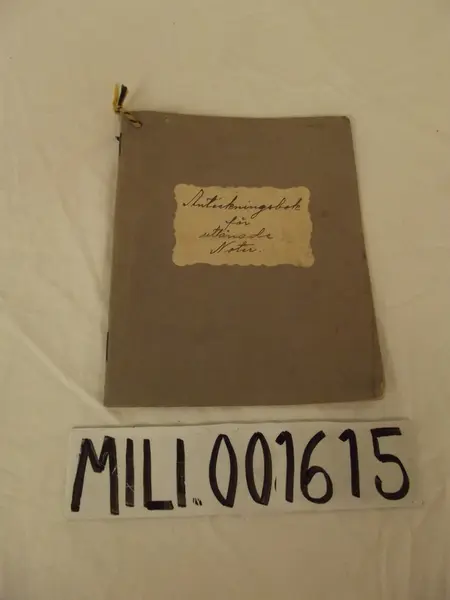 Anteckningsbok
för
utlånade
Noter.
MILI..001615